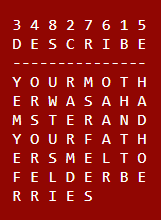 3 4 8 2 7 6 1 5
D E S C R I B E
---------------
Y O U R M O T H
E R W A S A H A
M S T E R A N D
Y O U R F A T H
E R S M E L T O
F E L D E R B E
R R I E S